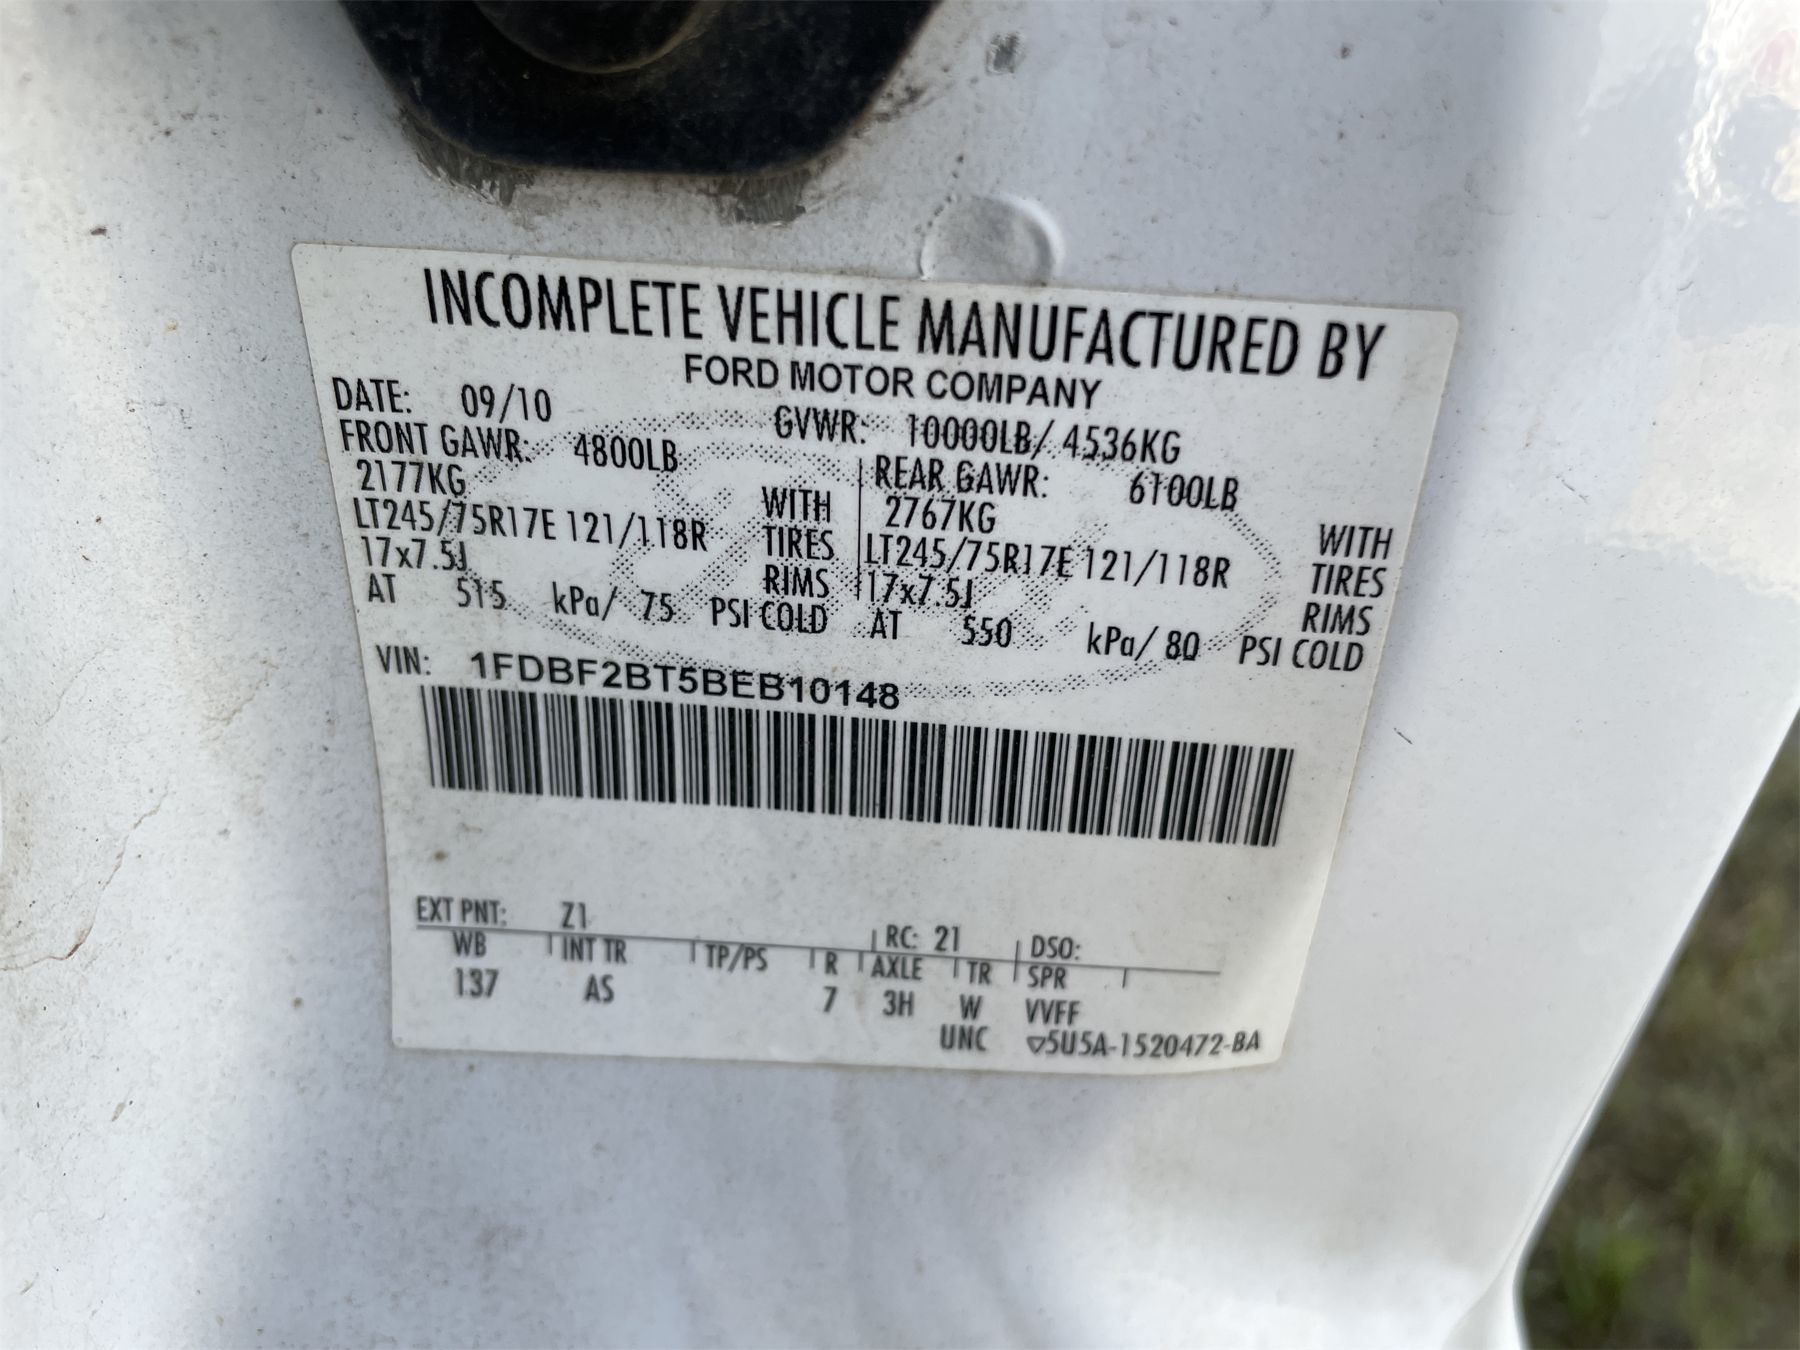 INCOMPLETE VEHICLE MANUFACTURED BY
FORD MOTOR COMPANY
DATE: 09/10 GVWR: 10000LB/ 4536KG
FRONT GAWR: 4800LB REAR GAWR: 6100LB
2177KG WITH 2767KG WITH
LT245/75R17E 121/118R TIRES LT245/75R17E 121/118R TIRES
17x7.5J RIMS 17x7.5J RIMS
AT 515 kPa/ 75 PSI COLD AT 550 kPa/ 80 PSI COLD
VIN: 1FDBF2BT5BEB10148
EXT PNT: Z1 RC: 21 DSO:
WB INT TR TP/PS R AXLE TR SPR
137 AS 7 3H W VVFF
UNC ▽5U5A-1520472-BA